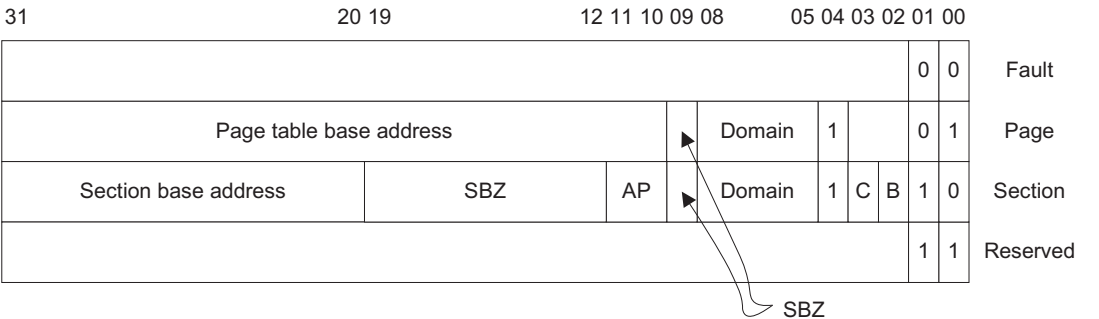 31 20 19 12 11 10 09 08 05 04 03 02 01 00
0 0 Fault
Page table base address Domain 1 0 1 Page
Section base address SBZ AP Domain 1 C B 1 0 Section
1 1 Reserved
SBZ